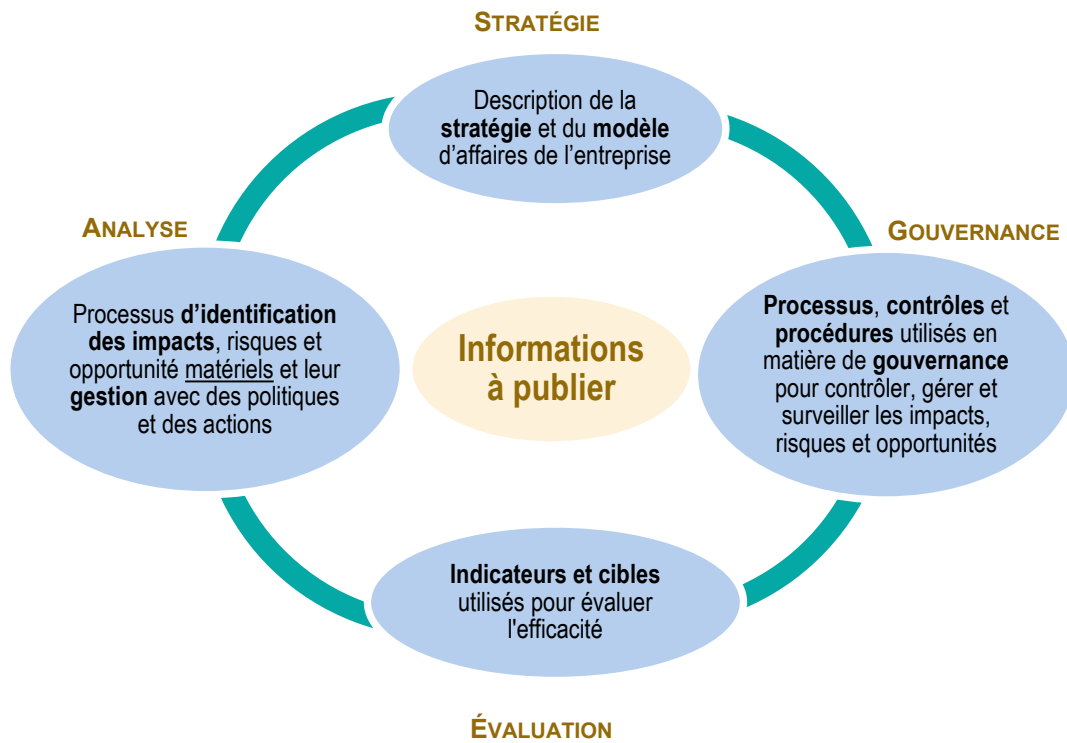 STRATÉGIE
Description de la
stratégie et du modèle
d'affaires de l'entreprise
ANALYSE
Processus d'identification
des impacts, risques et
opportunité matériels et leur
gestion avec des politiques
et des actions
Informations
à publier
GOUVERNANCE
Processus, contrôles et
procédures utilisés en
matière de gouvernance
pour contrôler, gérer et
surveiller les impacts,
risques et opportunités
Indicateurs et cibles
utilisés pour évaluer
l'efficacité
ÉVALUATION